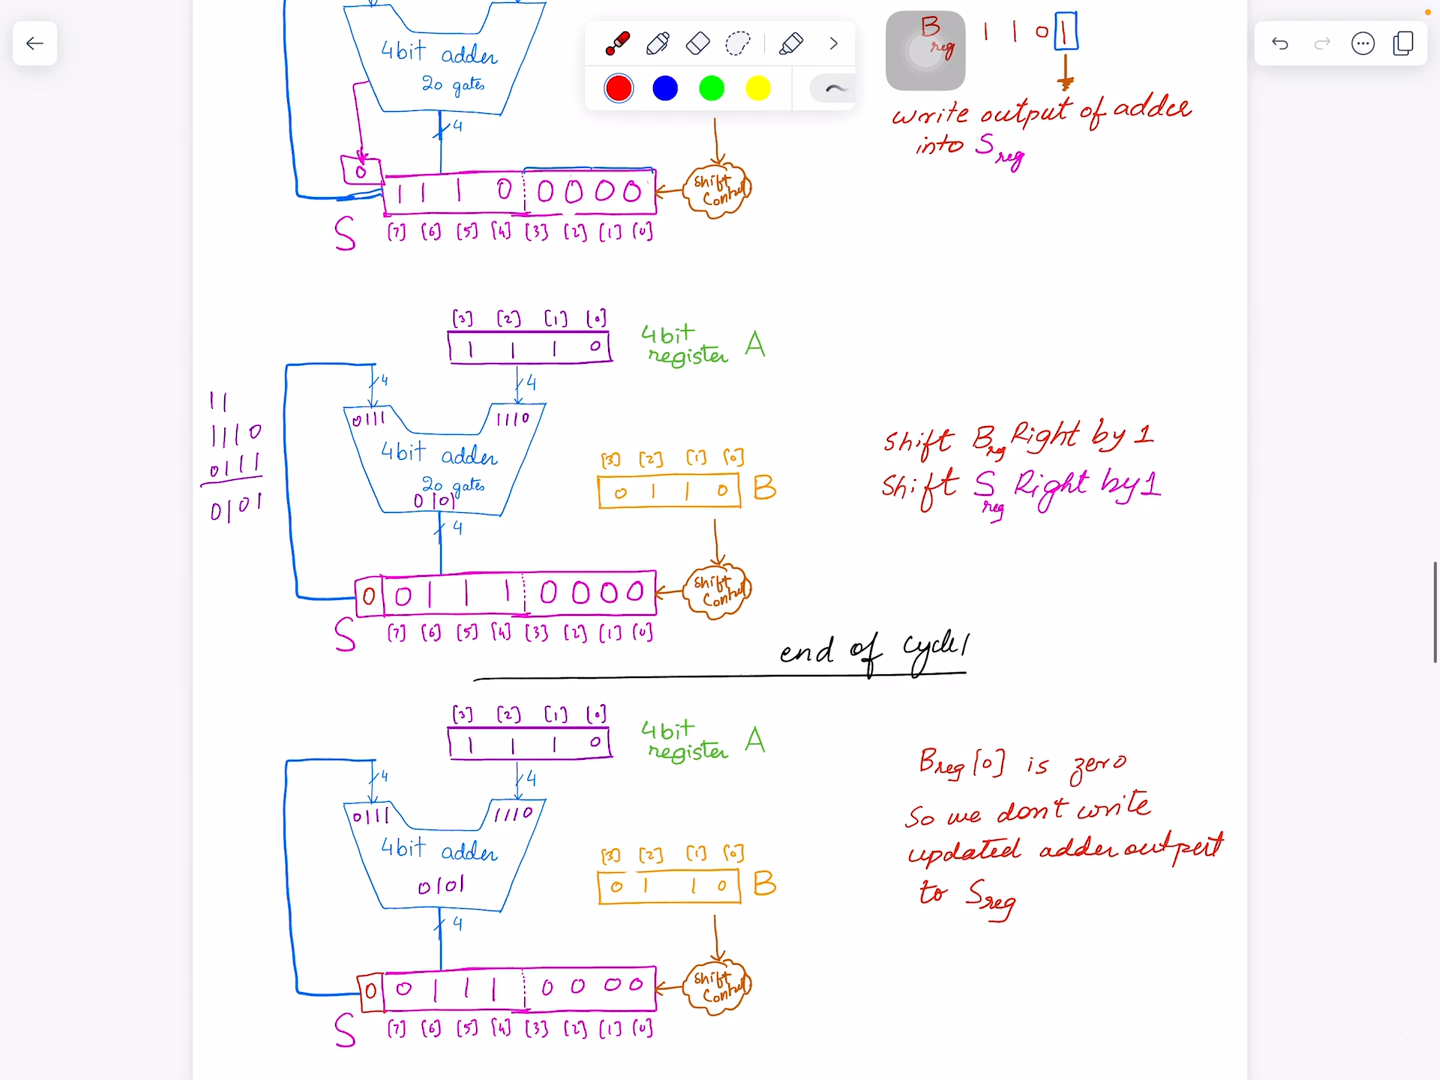 4bit adder
20 gates
4
0
1 1 1 0 0 0 0 0
S
[7] [6] [5] [4] [3] [2] [1] [0]
Shift Control
B reg 1 1 0 1
write output of adder
into S reg
[3] [2] [1] [0]
1 1 1 0
4bit
register A
4
4
0111
1110
4bit adder
20 gates
0101
4
11
1110
0111
0101
[3] [2] [1] [0]
0 1 1 0 B
Shift Control
0 0 1 1 1 0 0 0 0
S
[7] [6] [5] [4] [3] [2] [1] [0]
Shift B reg Right by 1
Shift S reg Right by 1
end of cycle 1
[3] [2] [1] [0]
1 1 1 0
4bit
register A
4
4
0111
1110
4bit adder
0101
4
[3] [2] [1] [0]
0 1 1 0 B
Shift Control
0 0 1 1 1 0 0 0 0
S
[7] [6] [5] [4] [3] [2] [1] [0]
Breg[0] is zero
So we don't write
updated adder output
to Sreg